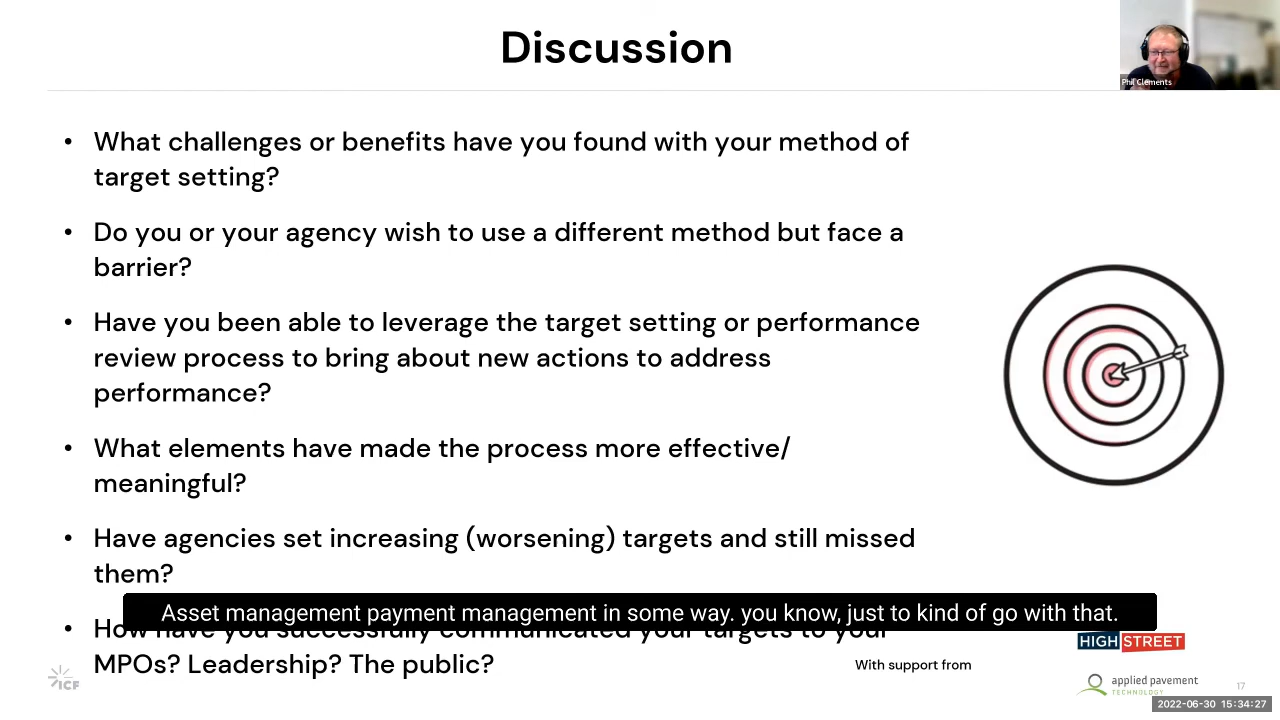 Discussion
Phil Clements
• What challenges or benefits have you found with your method of
target setting?
• Do you or your agency wish to use a different method but face a
barrier?
• Have you been able to leverage the target setting or performance
review process to bring about new actions to address
performance?
• What elements have made the process more effective/
meaningful?
• Have agencies set increasing (worsening) targets and still missed
them?
Asset management payment management in some way. you know, just to kind of go with that.
• How have you successfully communicated your targets to your
MPOs? Leadership? The public?
With support from
HIGH STREET
ICF
applied pavement
TECHNOLOGY
17
2022-06-30 15:34:27